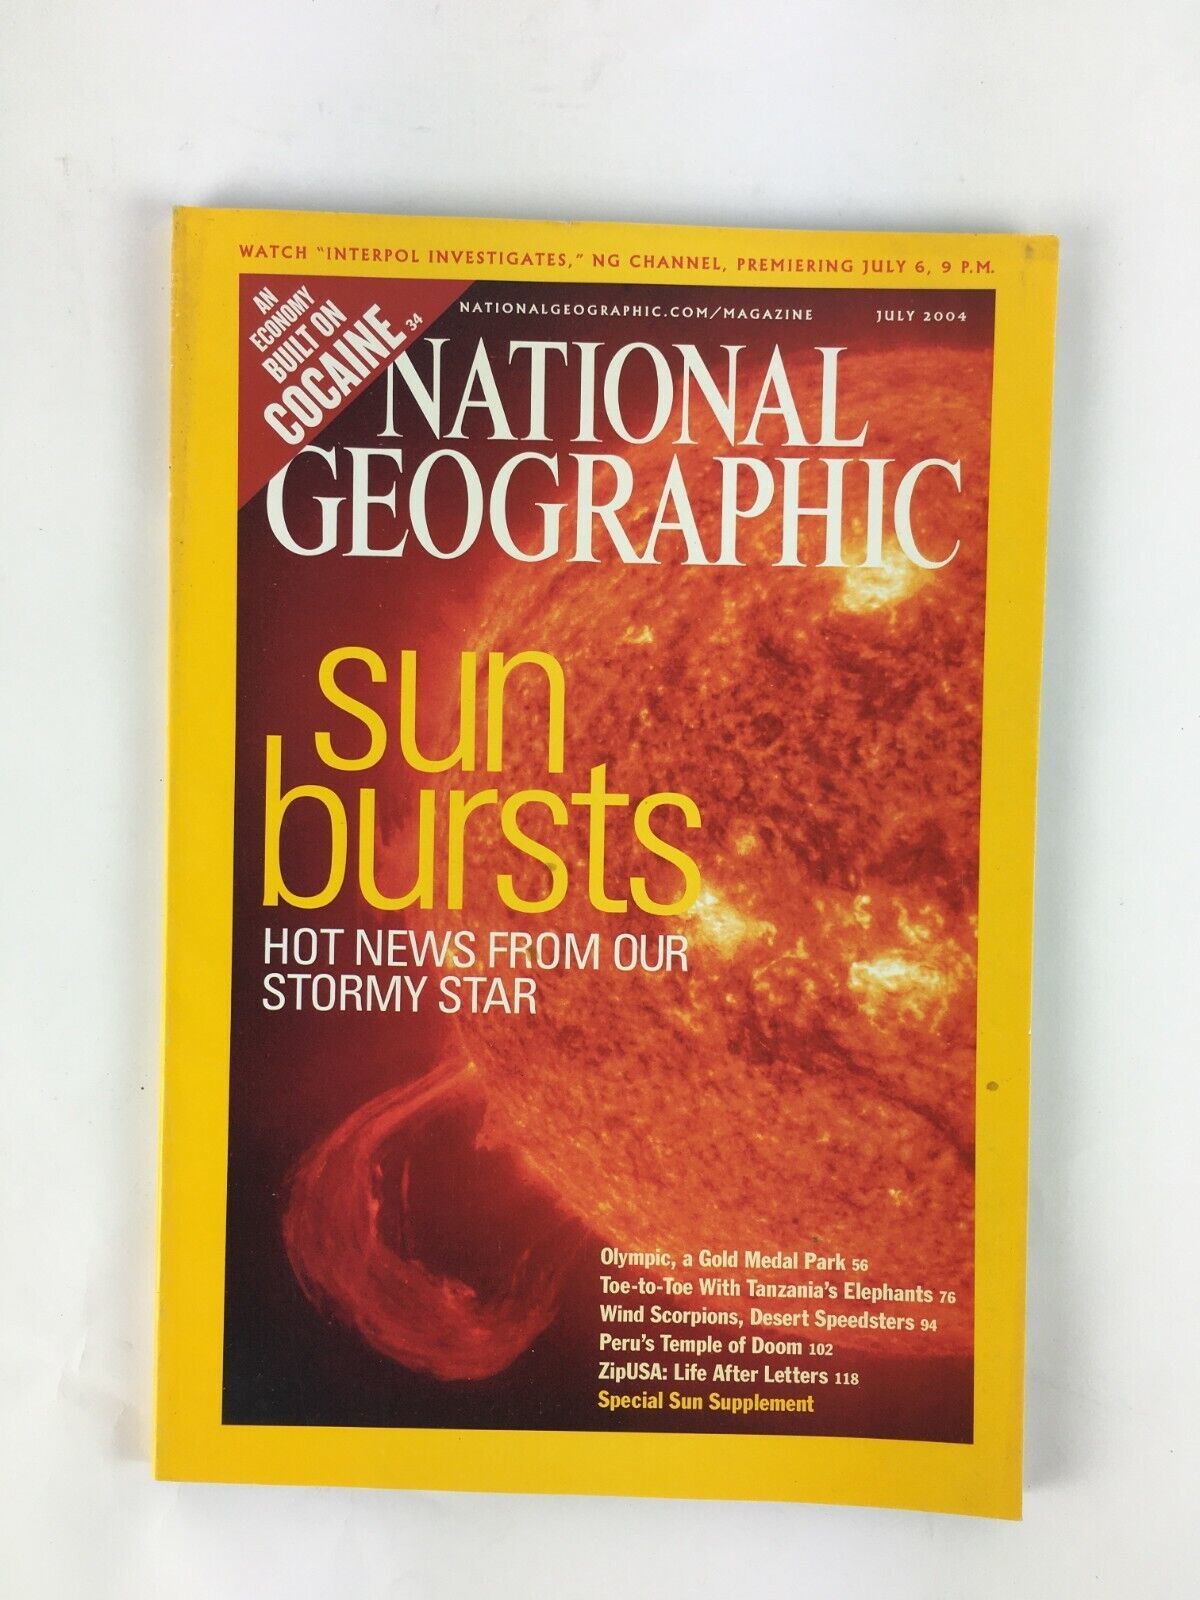 WATCH "INTERPOL INVESTIGATES," NG CHANNEL, PREMIERING JULY 6, 9 P.M.
AN
ECONOMY
BUILT ON
COCAINE 34
NATIONALGEOGRAPHIC.COM/MAGAZINE
JULY 2004
NATIONAL
GEOGRAPHIC
sun
bursts
HOT NEWS FROM OUR
STORMY STAR
Olympic, a Gold Medal Park 56
Toe-to-Toe With Tanzania's Elephants 76
Wind Scorpions, Desert Speedsters 94
Peru's Temple of Doom 102
ZipUSA: Life After Letters 118
Special Sun Supplement